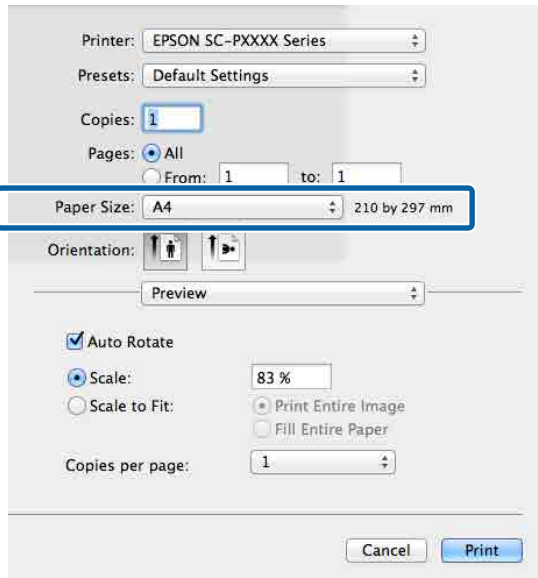 Printer: EPSON SC-PXXXX Series
Presets: Default Settings
Copies: 1
Pages: All
From: 1 to: 1
Paper Size: A4 210 by 297 mm
Orientation:
Preview
Auto Rotate
Scale: 83 %
Scale to Fit: Print Entire Image
Fill Entire Paper
Copies per page: 1
Cancel Print